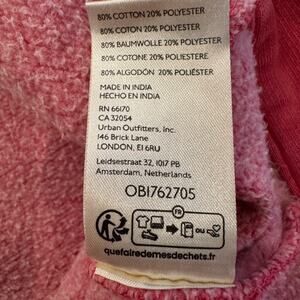 80% COTTON 20% POLYESTER
80% COTON 20% POLYESTER
80% BAUMWOLLE 20% POLYESTER
80% COTONE 20% POLIESTERE
80% ALGODÓN 20% POLIÉSTER
MADE IN INDIA
HECHO EN INDIA
RN 66170
CA 32054
Urban Outfitters, Inc.
146 Brick Lane
LONDON, E1 6RU
Leidsestraat 32, 1017 PB
Amsterdam, Netherlands
OB1762705
FR
OU
quefairedemesdechets.fr